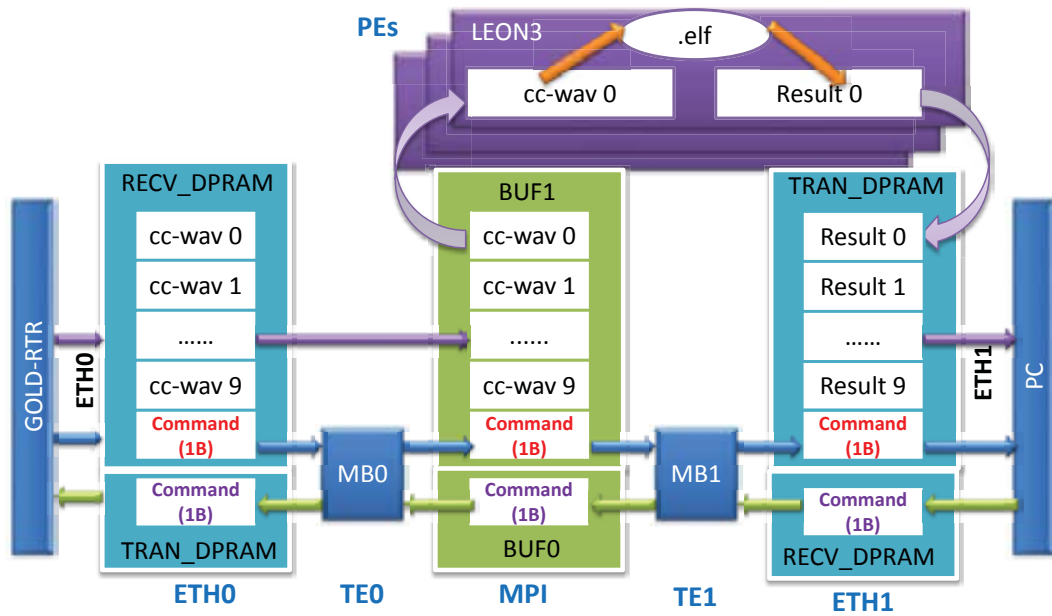 PEs
LEON3
.elf
cc-wav 0
Result 0
RECV_DPRAM
BUF1
TRAN_DPRAM
cc-wav 0
cc-wav 0
Result 0
cc-wav 1
cc-wav 1
Result 1
......
......
......
cc-wav 9
cc-wav 9
Result 9
Command
(1B)
Command
(1B)
Command
(1B)
GOLD-RTR
ETH0
MB0
MB1
ETH1
PC
Command
(1B)
Command
(1B)
Command
(1B)
TRAN_DPRAM
BUF0
RECV_DPRAM
ETH0
TE0
MPI
TE1
ETH1